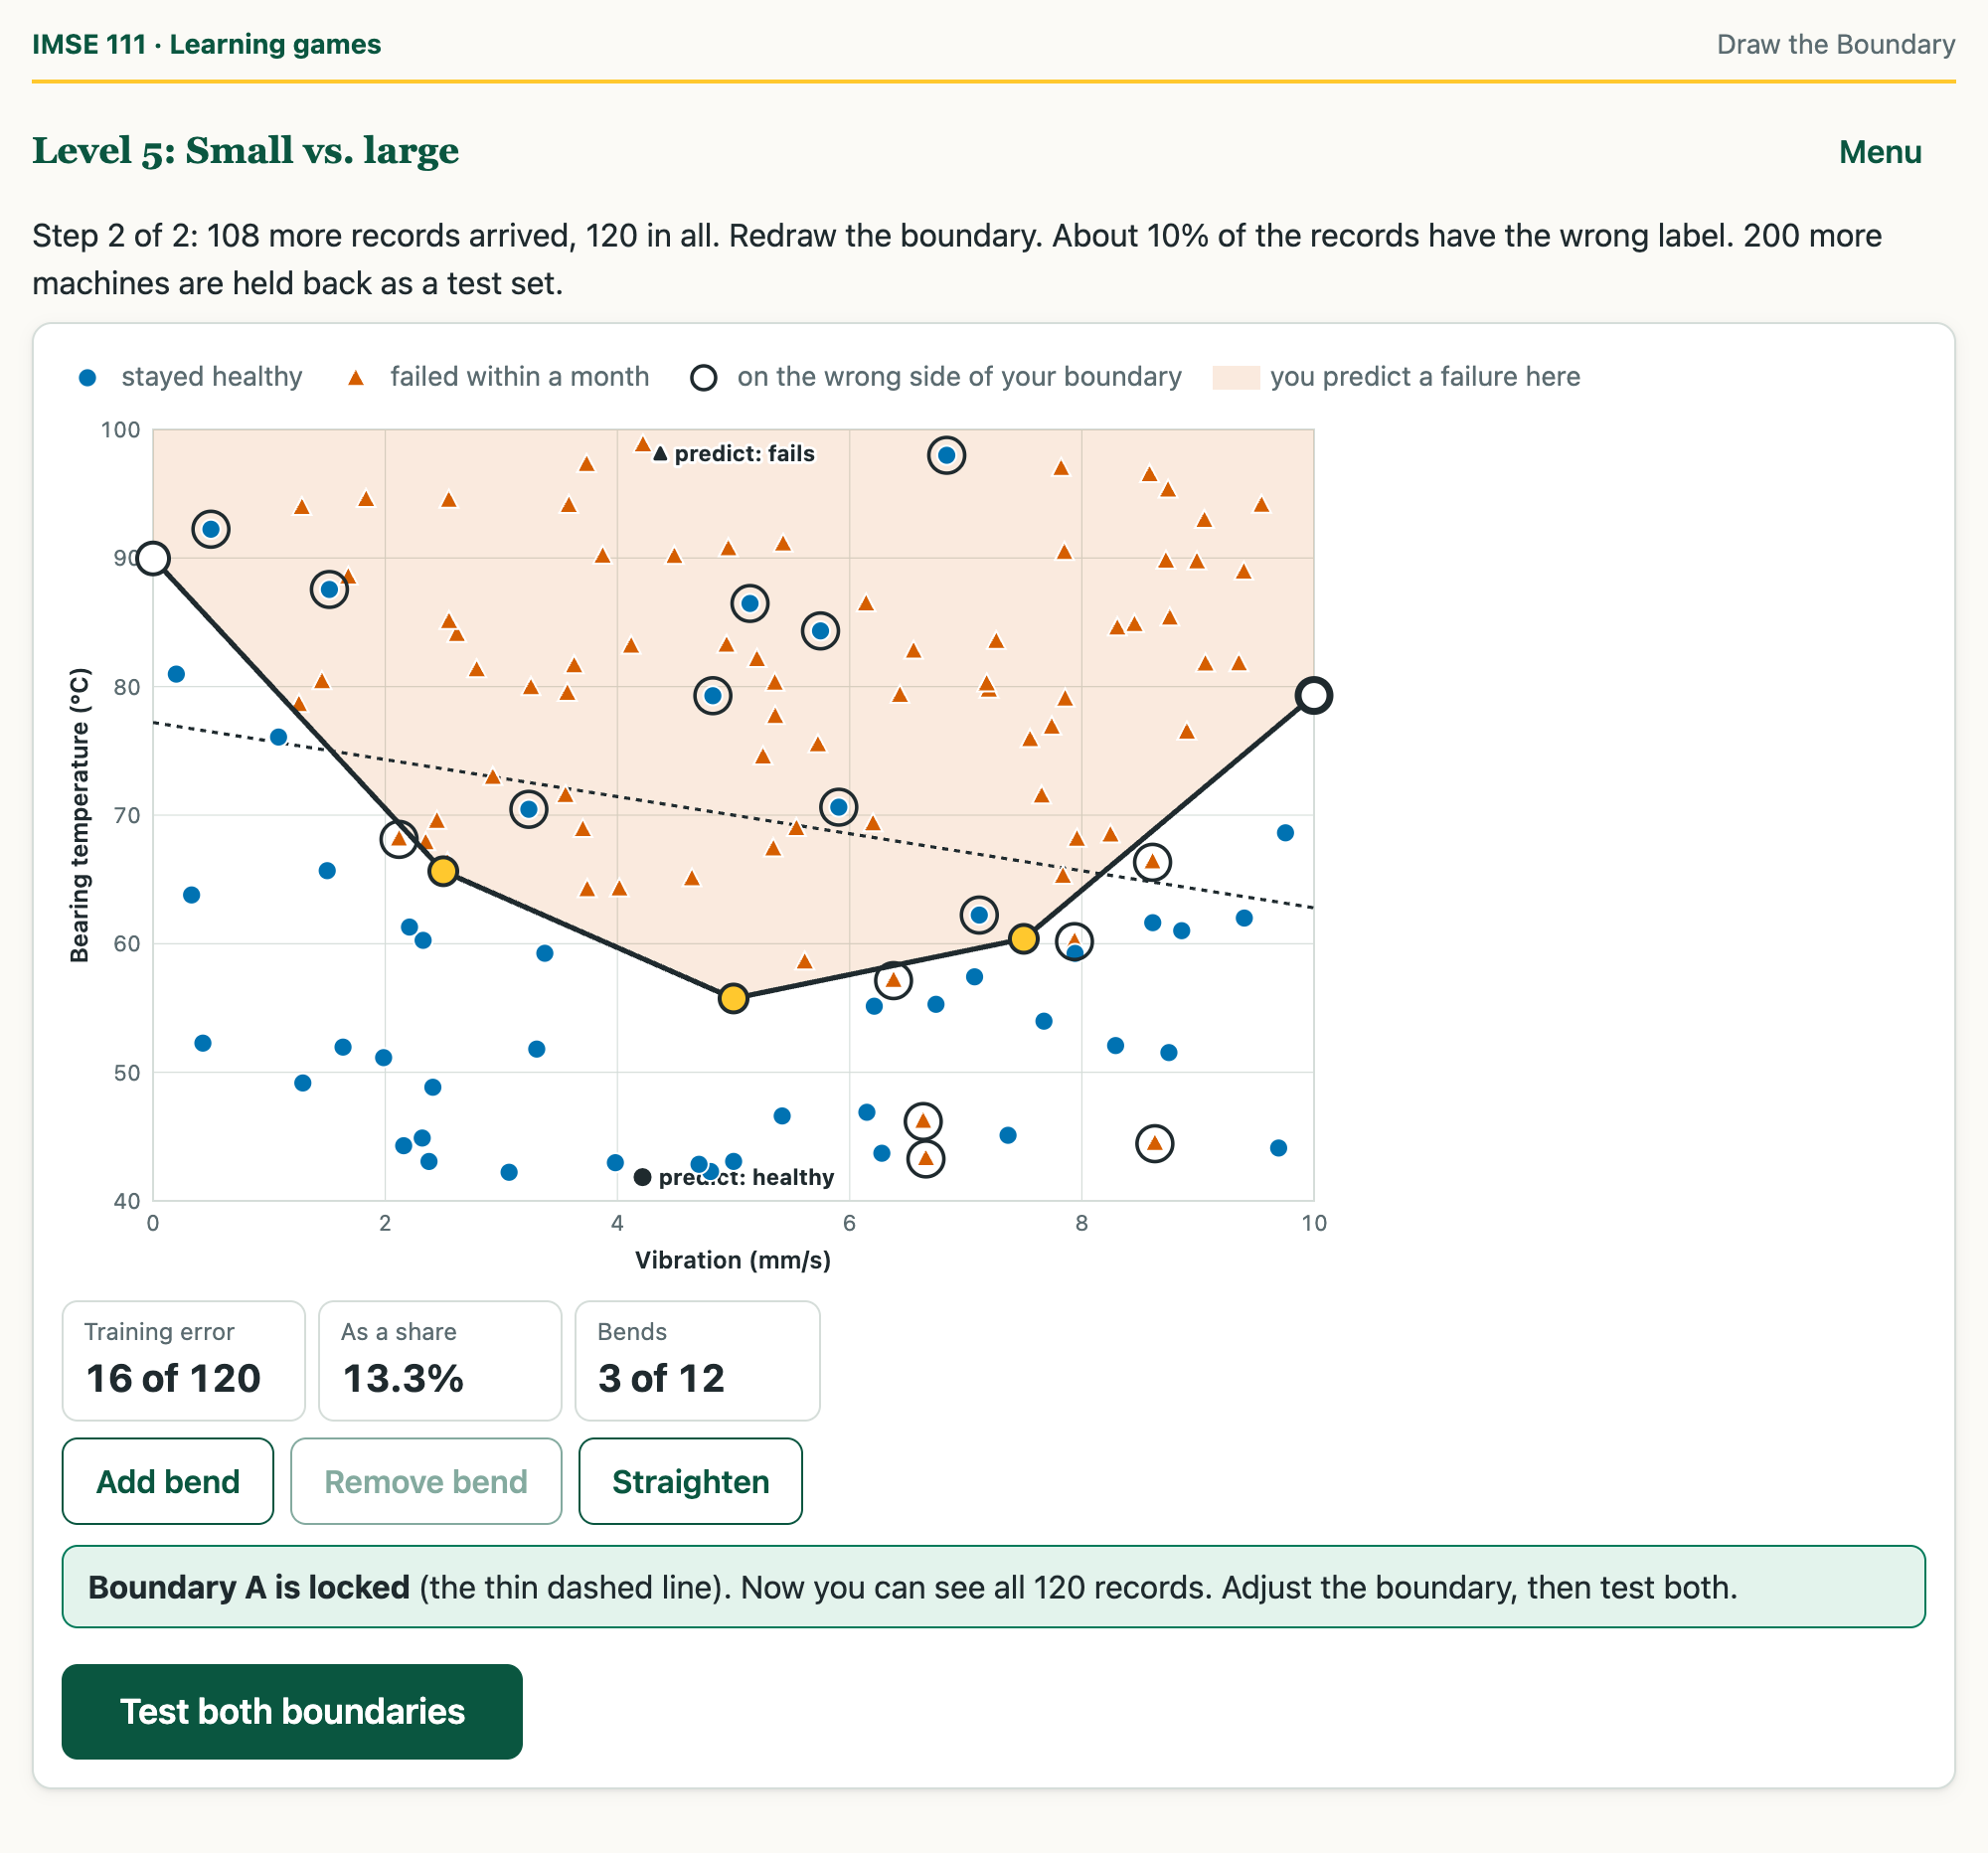 IMSE 111 · Learning games
Draw the Boundary
Level 5: Small vs. large
Menu
Step 2 of 2: 108 more records arrived, 120 in all. Redraw the boundary. About 10% of the records have the wrong label. 200 more
machines are held back as a test set.
stayed healthy
failed within a month
on the wrong side of your boundary
you predict a failure here
100
90
80
70
60
50
40
Bearing temperature (°C)
predict: fails
predict: healthy
0
2
4
6
8
10
Vibration (mm/s)
Training error
16 of 120
As a share
13.3%
Bends
3 of 12
Add bend
Remove bend
Straighten
Boundary A is locked (the thin dashed line). Now you can see all 120 records. Adjust the boundary, then test both.
Test both boundaries